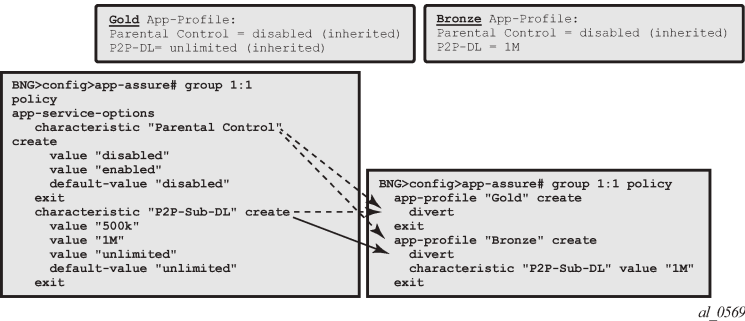 Gold App-Profile:
Parental Control = disabled (inherited)
P2P-DL= unlimited (inherited)
Bronze App-Profile:
Parental Control = disabled (inherited)
P2P-DL = 1M
BNG>config>app-assure# group 1:1
policy
app-service-options
characteristic "Parental Control"
create
value "disabled"
value "enabled"
default-value "disabled"
exit
characteristic "P2P-Sub-DL" create
value "500k"
value "1M"
value "unlimited"
default-value "unlimited"
exit
BNG>config>app-assure# group 1:1 policy
app-profile "Gold" create
divert
exit
app-profile "Bronze" create
divert
characteristic "P2P-Sub-DL" value "1M"
exit
al_0569